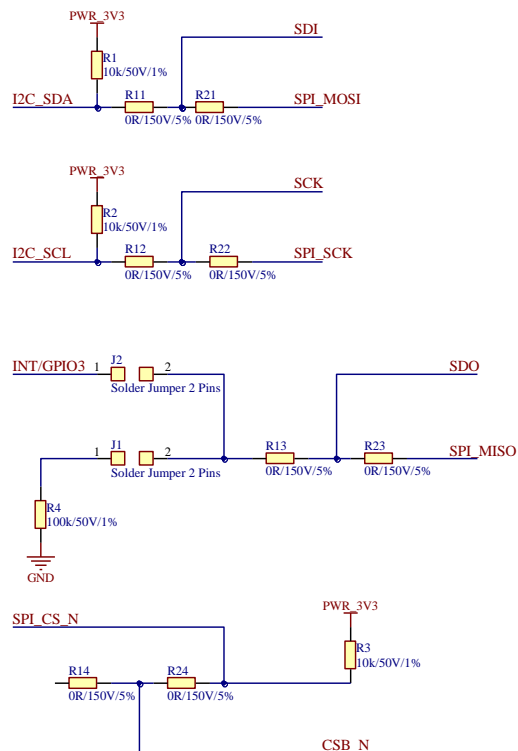 PWR_3V3
SDI
R1
10k/50V/1%
I2C_SDA
R11
R21
SPI_MOSI
0R/150V/5%
0R/150V/5%
PWR_3V3
SCK
R2
10k/50V/1%
I2C_SCL
R12
R22
SPI_SCK
0R/150V/5%
0R/150V/5%
INT/GPIO3
1
J2
2
SDO
Solder Jumper 2 Pins
1
J1
2
R13
R23
SPI_MISO
Solder Jumper 2 Pins
0R/150V/5%
0R/150V/5%
R4
100k/50V/1%
GND
PWR_3V3
SPI_CS_N
R3
10k/50V/1%
R14
R24
0R/150V/5%
0R/150V/5%
CSB_N